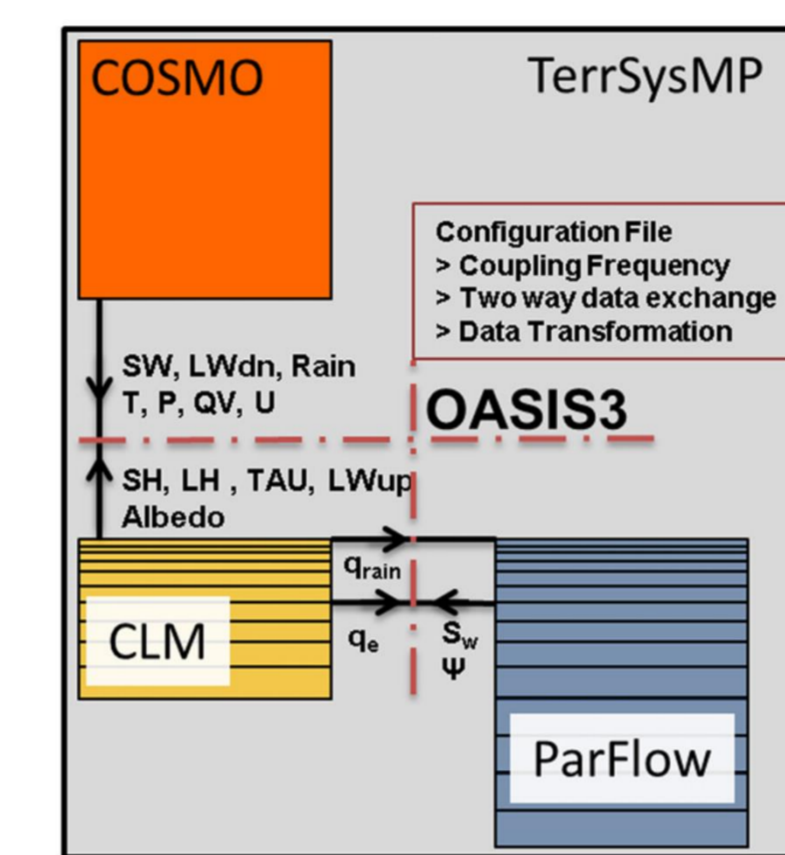 COSMO
TerrSysMP
Configuration File
> Coupling Frequency
> Two way data exchange
> Data Transformation
SW, LWdn, Rain
T, P, QV, U
OASIS3
SH, LH , TAU, LWup
Albedo
qrain
qe
Sw
Ψ
CLM
ParFlow